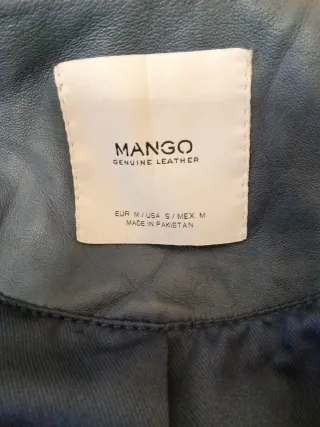 MANGO
GENUINE LEATHER
EUR M / USA S / MEX M
MADE IN PAKISTAN